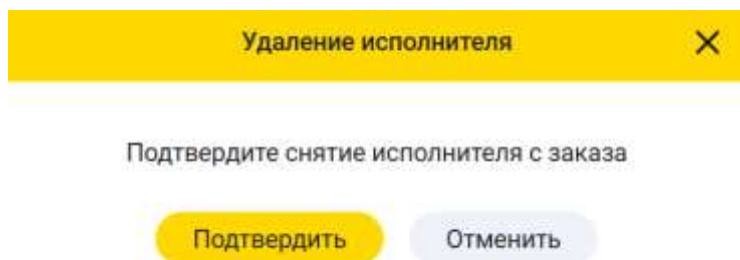 Удаление исполнителя
Подтвердите снятие исполнителя с заказа
Подтвердить Отменить